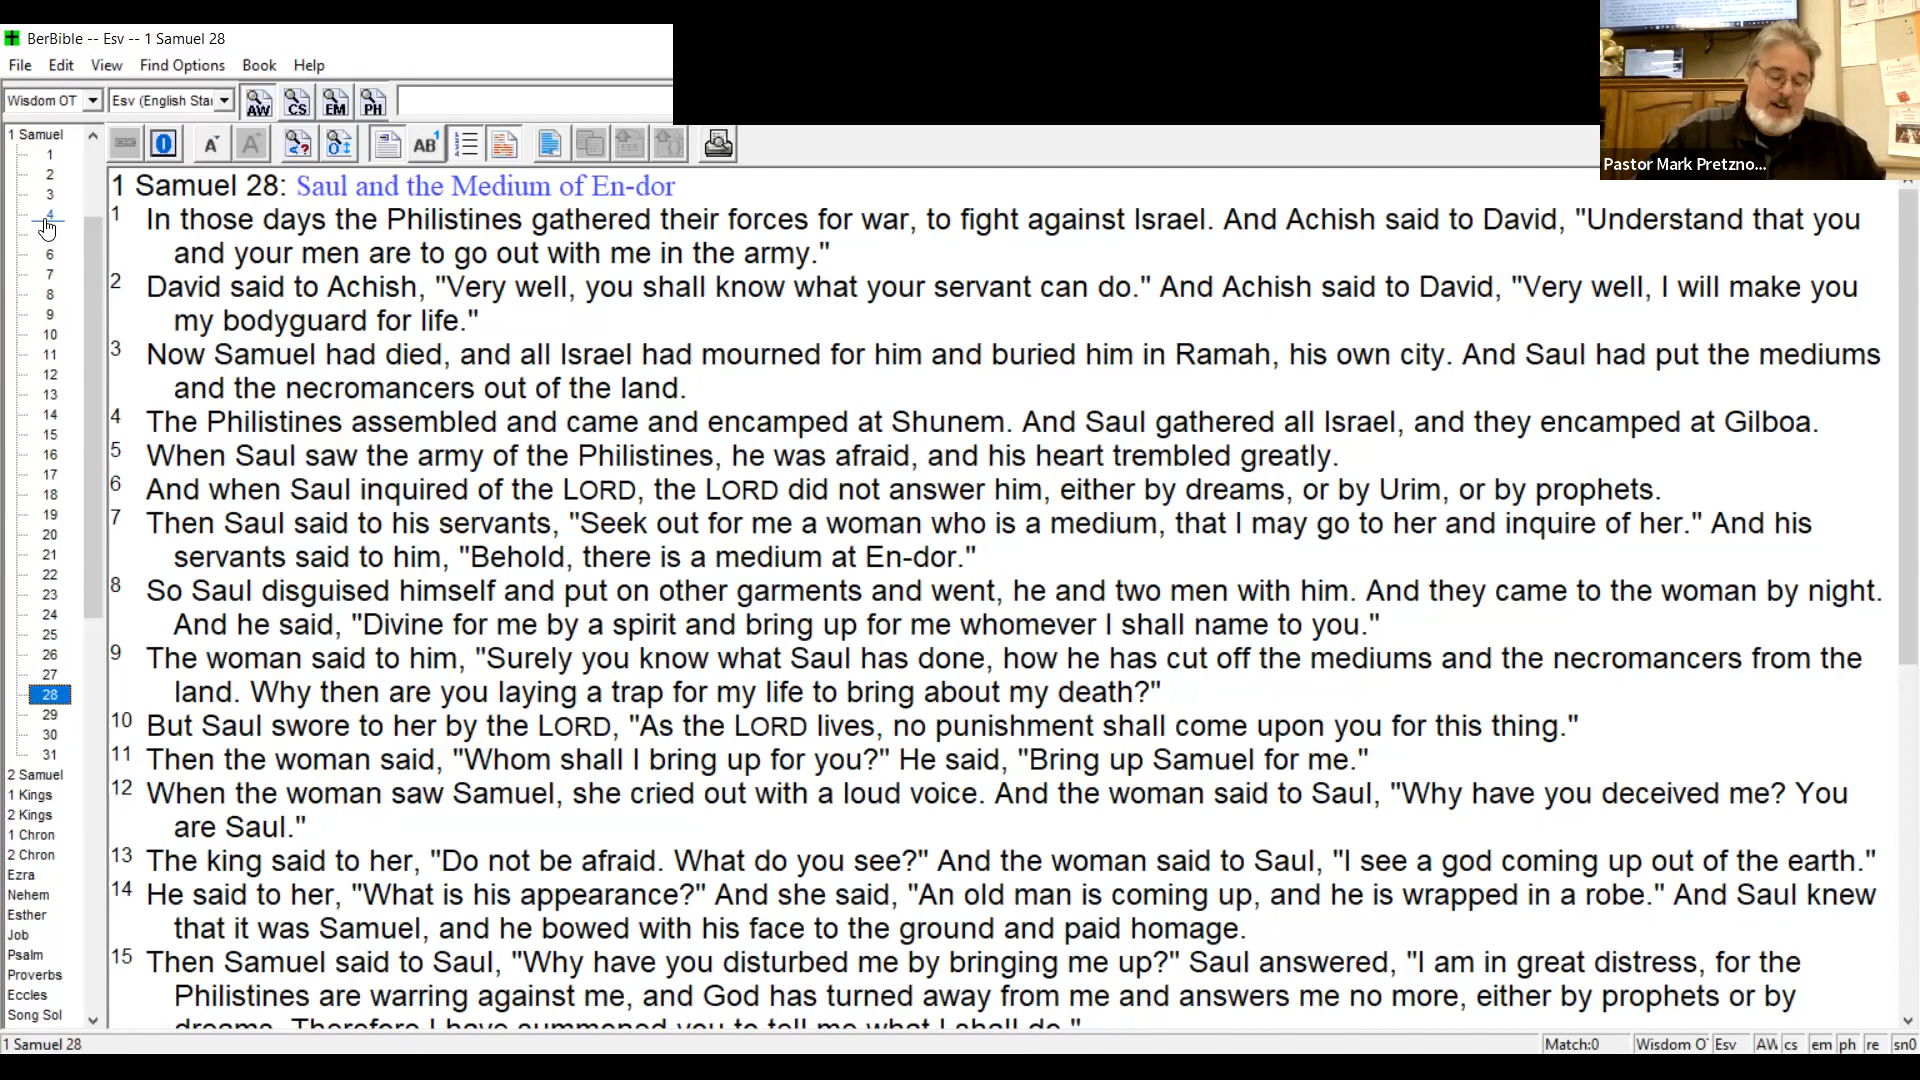 BerBible -- Esv -- 1 Samuel 28
File Edit View Find Options Book Help
Wisdom OT Esv (English Star AW CS EM PH
A A AB1
Pastor Mark Pretzno...
1 Samuel
1
2
3
4
6
7
8
9
10
11
12
13
14
15
16
17
18
19
20
21
22
23
24
25
26
27
28
29
30
31
2 Samuel
1 Kings
2 Kings
1 Chron
2 Chron
Ezra
Nehem
Esther
Job
Psalm
Proverbs
Eccles
Song Sol
1 Samuel 28: Saul and the Medium of En-dor
1 In those days the Philistines gathered their forces for war, to fight against Israel. And Achish said to David, "Understand that you
and your men are to go out with me in the army."
2 David said to Achish, "Very well, you shall know what your servant can do." And Achish said to David, "Very well, I will make you
my bodyguard for life."
3 Now Samuel had died, and all Israel had mourned for him and buried him in Ramah, his own city. And Saul had put the mediums
and the necromancers out of the land.
4 The Philistines assembled and came and encamped at Shunem. And Saul gathered all Israel, and they encamped at Gilboa.
5 When Saul saw the army of the Philistines, he was afraid, and his heart trembled greatly.
6 And when Saul inquired of the LORD, the LORD did not answer him, either by dreams, or by Urim, or by prophets.
7 Then Saul said to his servants, "Seek out for me a woman who is a medium, that I may go to her and inquire of her." And his
servants said to him, "Behold, there is a medium at En-dor."
8 So Saul disguised himself and put on other garments and went, he and two men with him. And they came to the woman by night.
And he said, "Divine for me by a spirit and bring up for me whomever I shall name to you."
9 The woman said to him, "Surely you know what Saul has done, how he has cut off the mediums and the necromancers from the
land. Why then are you laying a trap for my life to bring about my death?"
10 But Saul swore to her by the LORD, "As the LORD lives, no punishment shall come upon you for this thing."
11 Then the woman said, "Whom shall I bring up for you?" He said, "Bring up Samuel for me."
12 When the woman saw Samuel, she cried out with a loud voice. And the woman said to Saul, "Why have you deceived me? You
are Saul."
13 The king said to her, "Do not be afraid. What do you see?" And the woman said to Saul, "I see a god coming up out of the earth."
14 He said to her, "What is his appearance?" And she said, "An old man is coming up, and he is wrapped in a robe." And Saul knew
that it was Samuel, and he bowed with his face to the ground and paid homage.
15 Then Samuel said to Saul, "Why have you disturbed me by bringing me up?" Saul answered, "I am in great distress, for the
Philistines are warring against me, and God has turned away from me and answers me no more, either by prophets or by
dreams. Therefore I have summoned you to tell me what I shall do."
1 Samuel 28 Match:0 Wisdom O Esv AW cs em ph re sn0